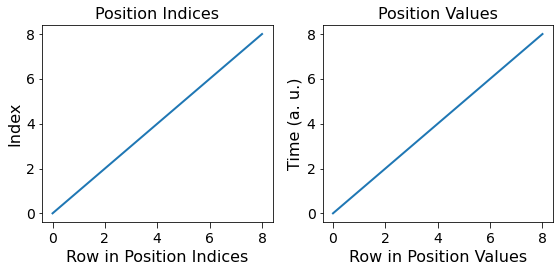 Position Indices
8
6
4
2
0
Index
0 2 4 6 8
Row in Position Indices
Position Values
8
6
4
2
0
Time (a. u.)
0 2 4 6 8
Row in Position Values